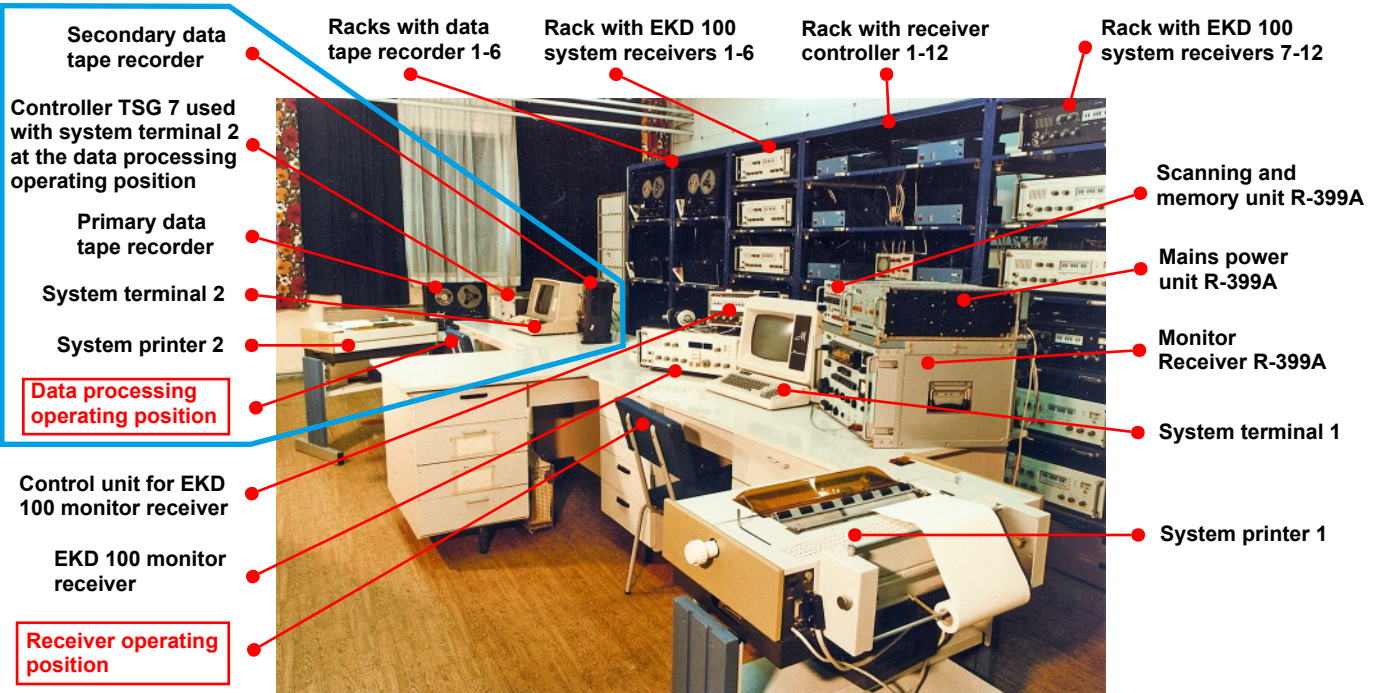 Secondary data
tape recorder
Controller TSG 7 used
with system terminal 2
at the data processing
operating position
Primary data
tape recorder
System terminal 2
System printer 2
Data processing
operating position
Control unit for EKD
100 monitor receiver
EKD 100 monitor
receiver
Receiver operating
position
Racks with data
tape recorder 1-6
Rack with EKD 100
system receivers 1-6
Rack with receiver
controller 1-12
Rack with EKD 100
system receivers 7-12
Scanning and
memory unit R-399A
Mains power
unit R-399A
Monitor
Receiver R-399A
System terminal 1
System printer 1